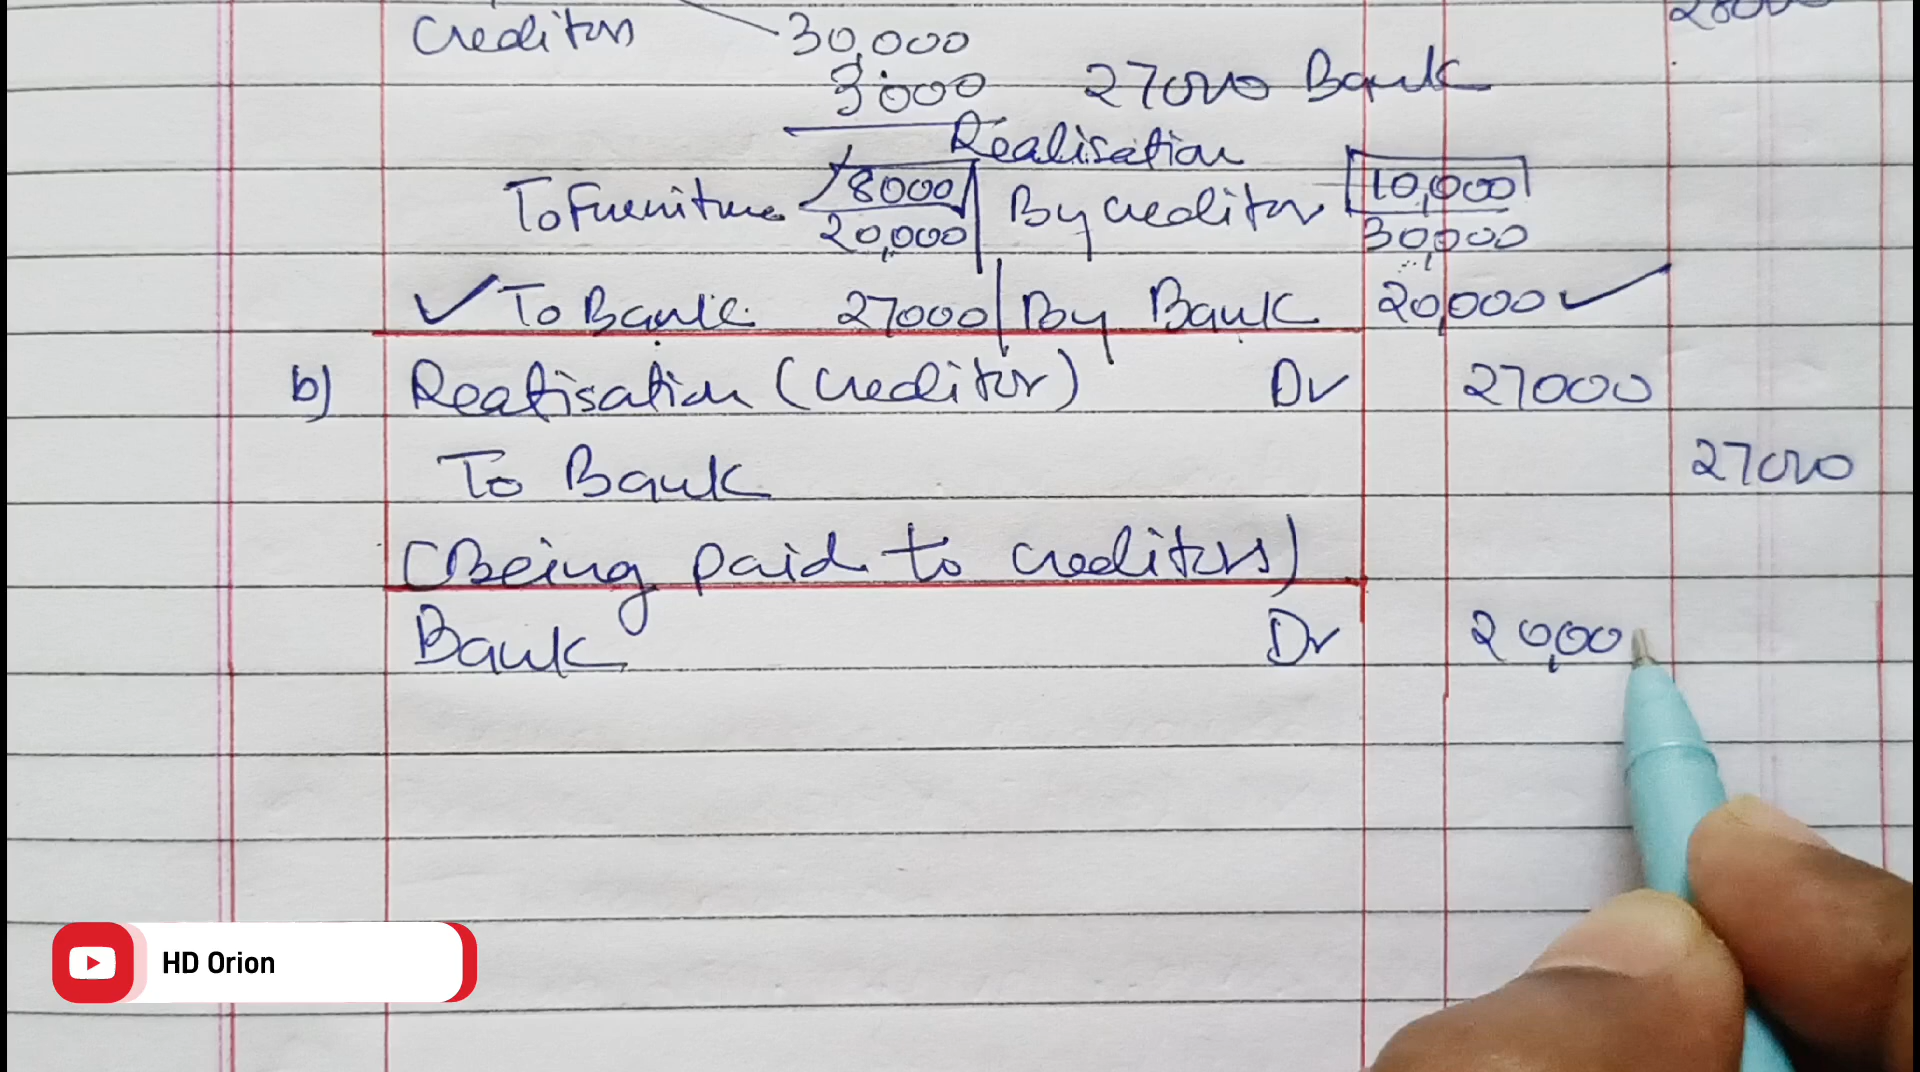 Creditors 30,000
3000 27000 Bank
Realisation
To Furniture 8000 By creditor 10,000
20,000 30,000
To Bank 27000 By Bank 20,000
b) Realisation (creditor) Dr 27000
To Bank 27000
(Being paid to creditors)
Bank Dr 20,00
HD Orion